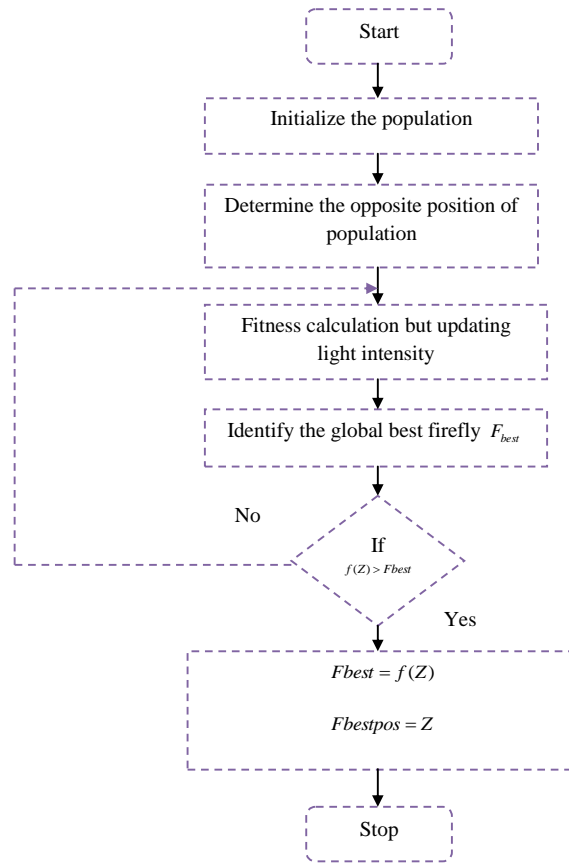 Start
Initialize the population
Determine the opposite position of
population
Fitness calculation but updating
light intensity
Identify the global best firefly F_best
No
If
f(Z) > Fbest
Yes
Fbest = f(Z)
Fbestpos = Z
Stop